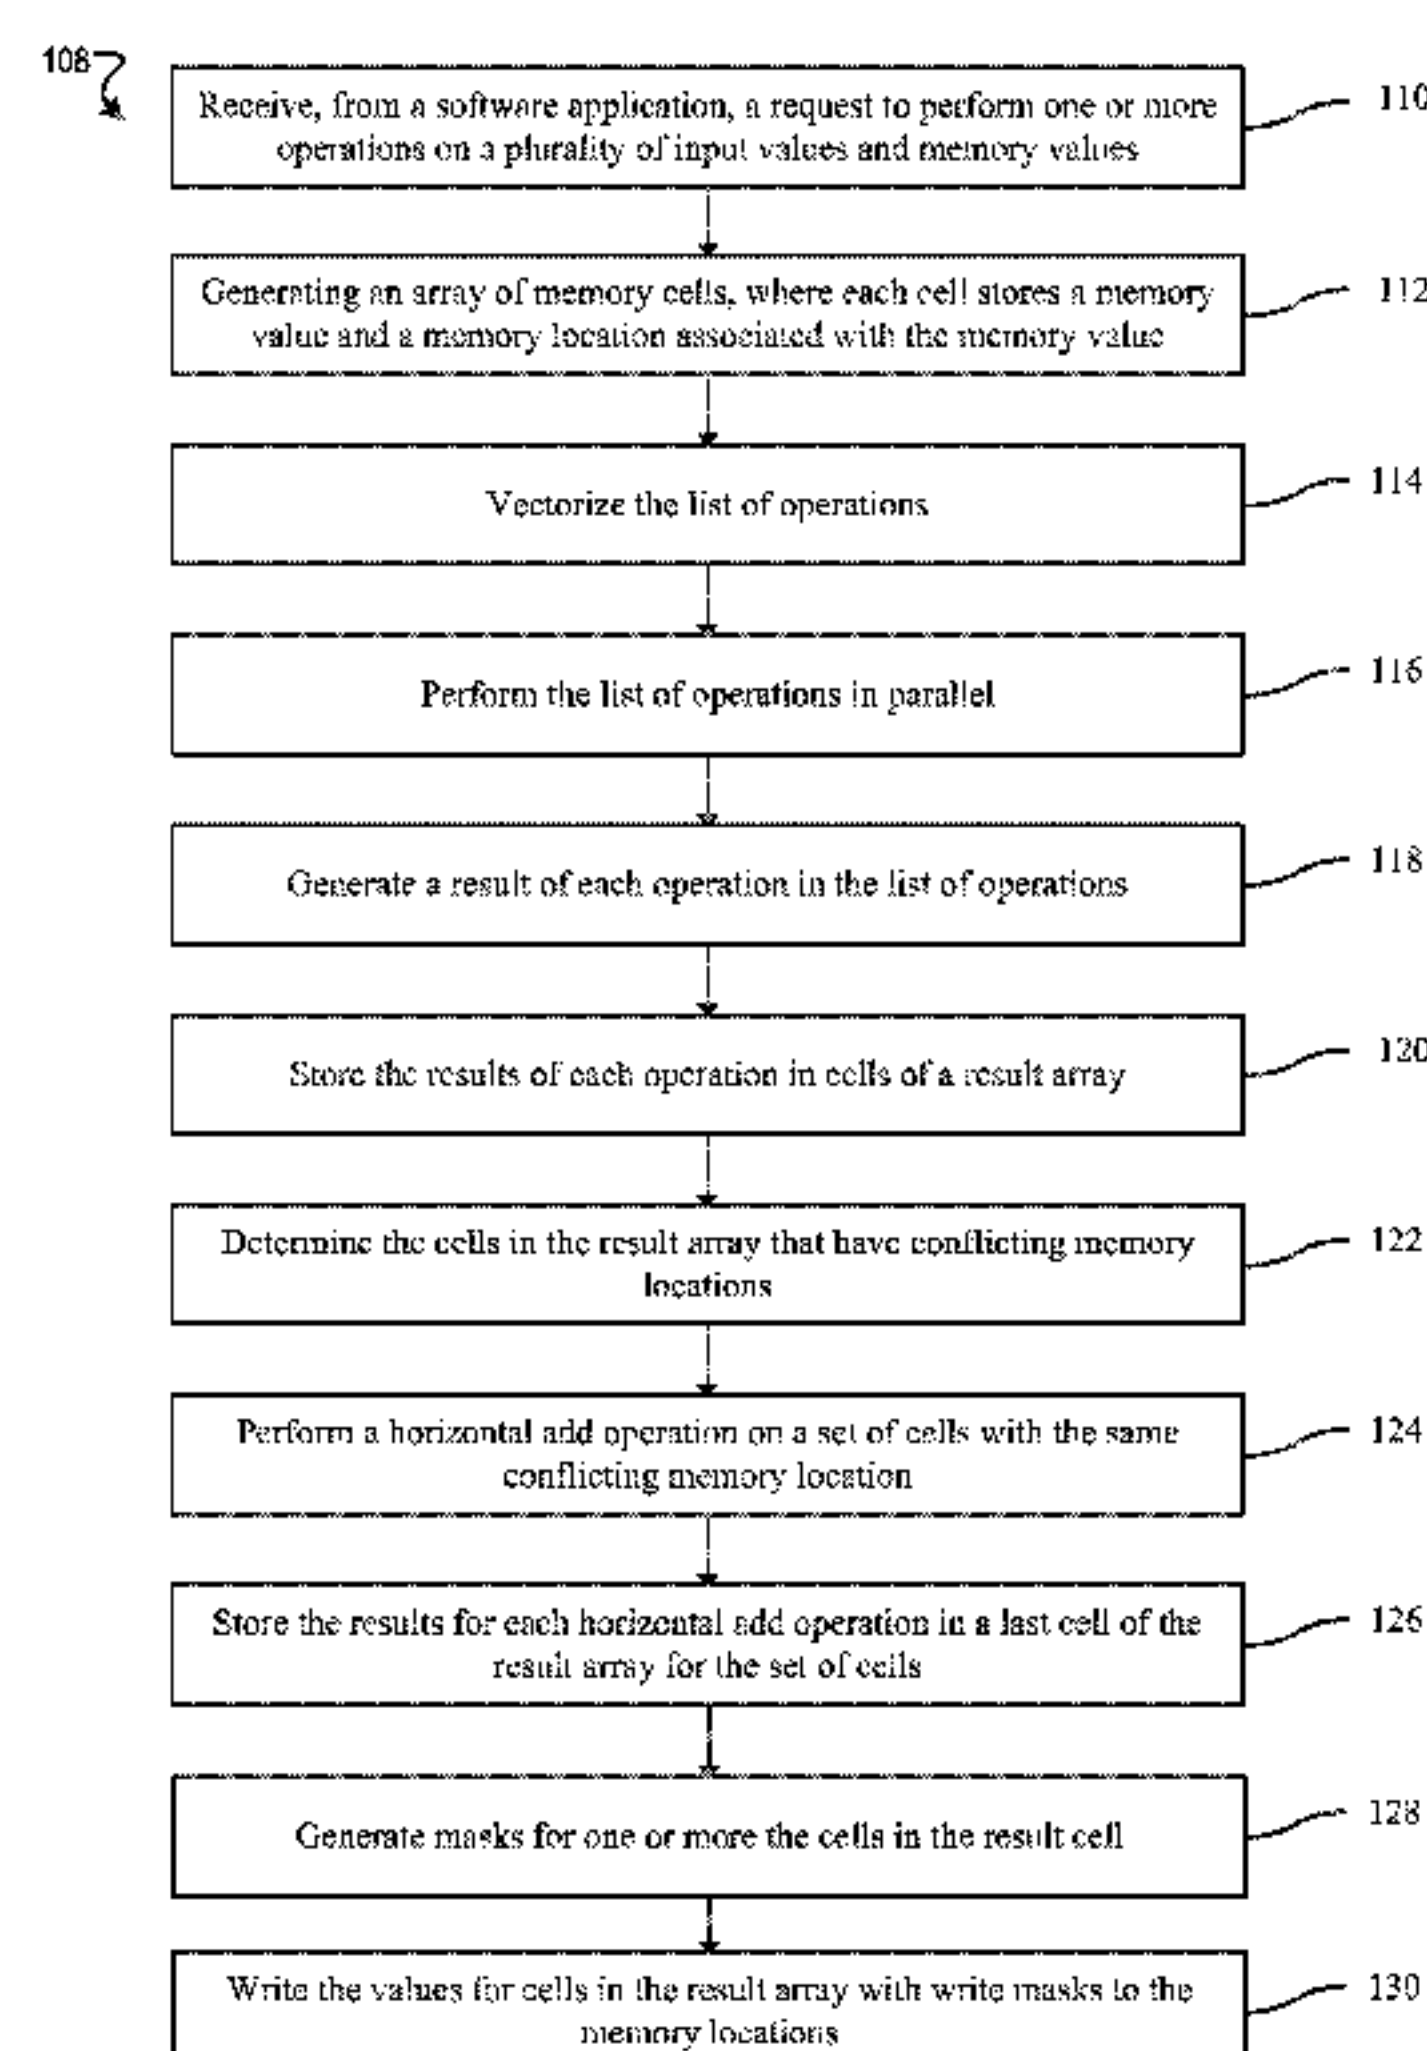 108
Receive, from a software application, a request to perform one or more
operations on a plurality of input values and memory values
110
Generating an array of memory cells, where each cell stores a memory
value and a memory location associated with the memory value
112
Vectorize the list of operations
114
Perform the list of operations in parallel
116
Generate a result of each operation in the list of operations
118
Store the results of each operation in cells of a result array
120
Determine the cells in the result array that have conflicting memory
locations
122
Perform a horizontal add operation on a set of cells with the same
conflicting memory location
124
Store the results for each horizontal add operation in a last cell of the
result array for the set of cells
126
Generate masks for one or more the cells in the result cell
128
Write the values for cells in the result array with write masks to the
memory locations
130